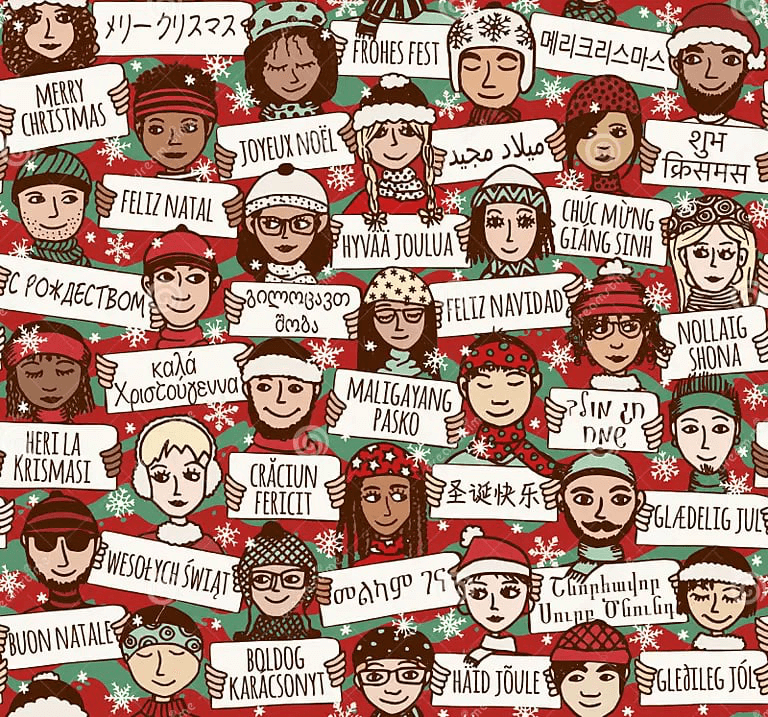 メリークリスマス
FROHES FEST
메리크리스마스
MERRY
CHRISTMAS
JOYEUX NOËL
ميلاد مجيد
शुभ
क्रिसमस
FELIZ NATAL
HYVÄÄ JOULUA
CHÚC MỪNG
GIÁNG SINH
С РОЖДЕСТВОМ
გილოცავთ
შობა
FELIZ NAVIDAD
NOLLAIG
SHONA
καλά
Χριστούγεννα
MALIGAYANG
PASKO
חג מולד
שמח
HERI LA
KRISMASI
CRĂCIUN
FERICIT
圣诞快乐
GLÆDELIG JUL
WESOŁYCH ŚWIĄT
Շնորհավոր
Սուրբ Ծնունդ
BUON NATALE
BOLDOG
KARÁCSONYT
HÄID JÕULE
GLEÐILEG JÓL